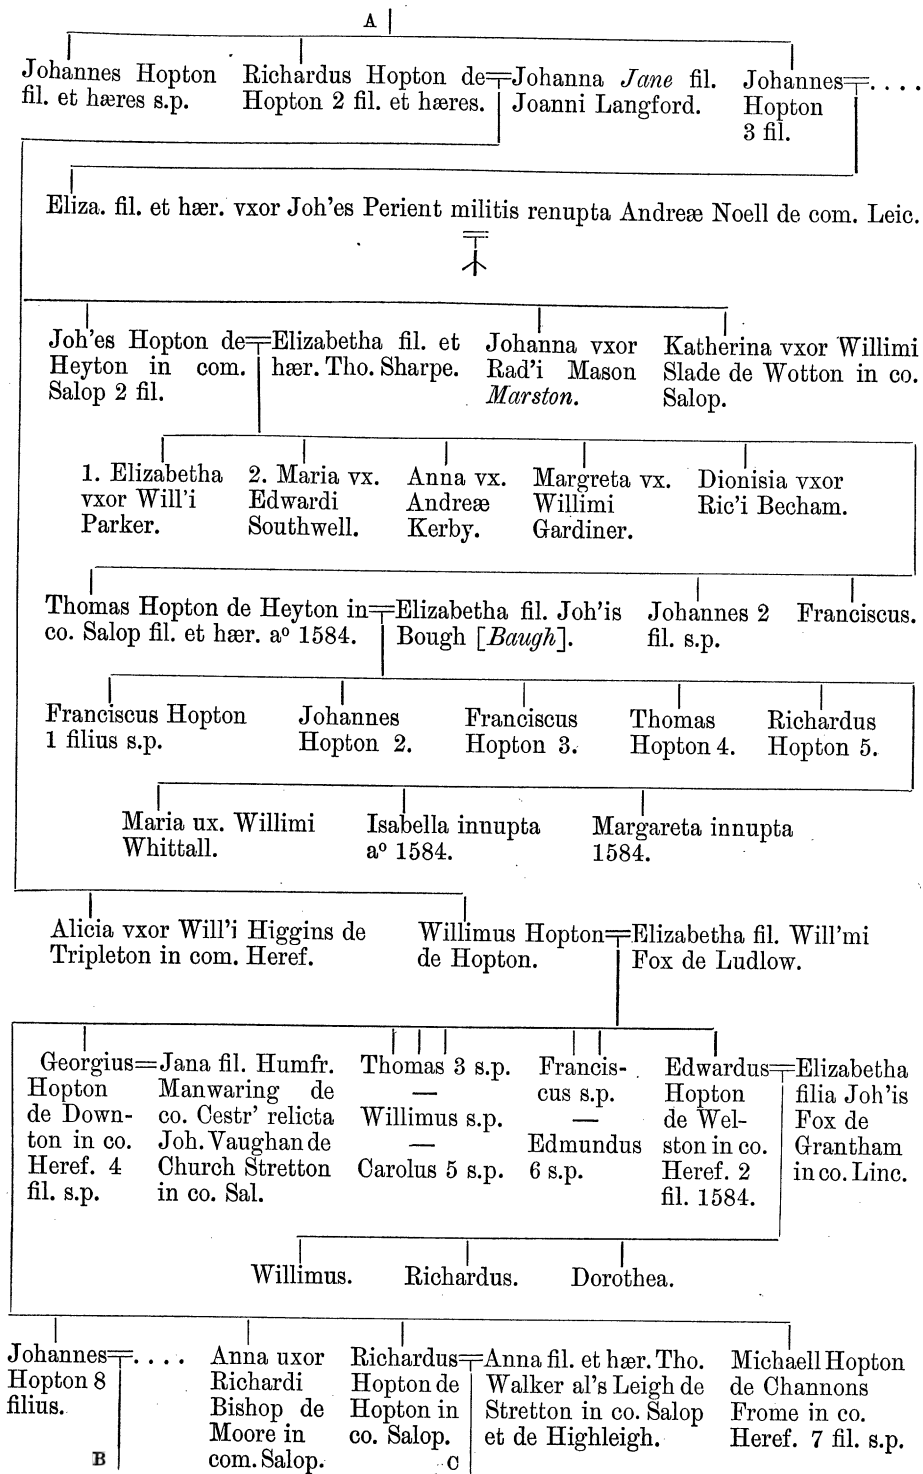 A
Johannes Hopton
fil. et hæres s.p.
Richardus Hopton de
Hopton 2 fil. et hæres.
Johanna Jane fil.
Joanni Langford.
Johannes
Hopton
3 fil.
. . . .
Eliza. fil. et hær. vxor Joh'es Perient militis renupta Andreæ Noell de com. Leic.
Joh'es Hopton de
Heyton in com.
Salop 2 fil.
Elizabetha fil. et
hær. Tho. Sharpe.
Johanna vxor
Rad'i Mason
Marston.
Katherina vxor Willimi
Slade de Wotton in co.
Salop.
1. Elizabetha
vxor Will'i
Parker.
2. Maria vx.
Edwardi
Southwell.
Anna vx.
Andreæ
Kerby.
Margreta vx.
Willimi
Gardiner.
Dionisia vxor
Ric'i Becham.
Thomas Hopton de Heyton in
co. Salop fil. et hær. aº 1584.
Elizabetha fil. Joh'is
Bough [Baugh].
Johannes 2
fil. s.p.
Franciscus.
Franciscus Hopton
1 filius s.p.
Johannes
Hopton 2.
Franciscus
Hopton 3.
Thomas
Hopton 4.
Richardus
Hopton 5.
Maria ux. Willimi
Whittall.
Isabella innupta
aº 1584.
Margareta innupta
1584.
Alicia vxor Will'i Higgins de
Tripleton in com. Heref.
Willimus Hopton
de Hopton.
Elizabetha fil. Will'mi
Fox de Ludlow.
Georgius
Hopton
de Down-
ton in co.
Heref. 4
fil. s.p.
Jana fil. Humfr.
Manwaring de
co. Cestr' relicta
Joh. Vaughan de
Church Stretton
in co. Sal.
Thomas 3 s.p.
—
Willimus s.p.
—
Carolus 5 s.p.
Francis-
cus s.p.
—
Edmundus
6 s.p.
Edwardus
Hopton
de Wel-
ston in co.
Heref. 2
fil. 1584.
Elizabetha
filia Joh'is
Fox de
Grantham
in co. Linc.
Willimus.
Richardus.
Dorothea.
Johannes
Hopton 8
filius.
. . . .
B
Anna uxor
Richardi
Bishop de
Moore in
com. Salop.
Richardus
Hopton de
Hopton in
co. Salop.
C
Anna fil. et hær. Tho.
Walker al's Leigh de
Stretton in co. Salop
et de Highleigh.
Michaell Hopton
de Channons
Frome in co.
Heref. 7 fil. s.p.